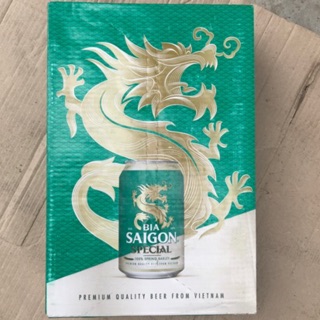 BIA
SAIGON
SPECIAL
PREMIUM QUALITY BEER FROM VIETNAM